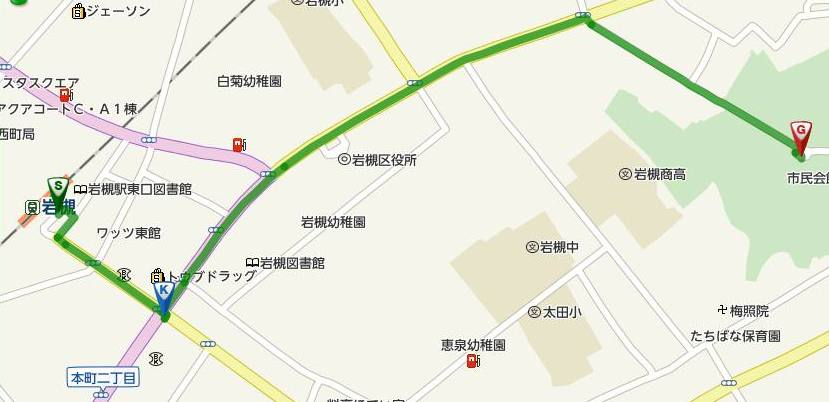 ジェーソン
岩槻小
スタスクエア
アクアコートC・A1棟
西町局
白菊幼稚園
G
岩槻区役所
岩槻商高
市民会館
S
岩槻駅東口図書館
岩槻
ワッツ東館
岩槻幼稚園
岩槻中
岩槻図書館
トウブドラッグ
K
太田小
梅照院
たちばな保育園
恵泉幼稚園
本町二丁目